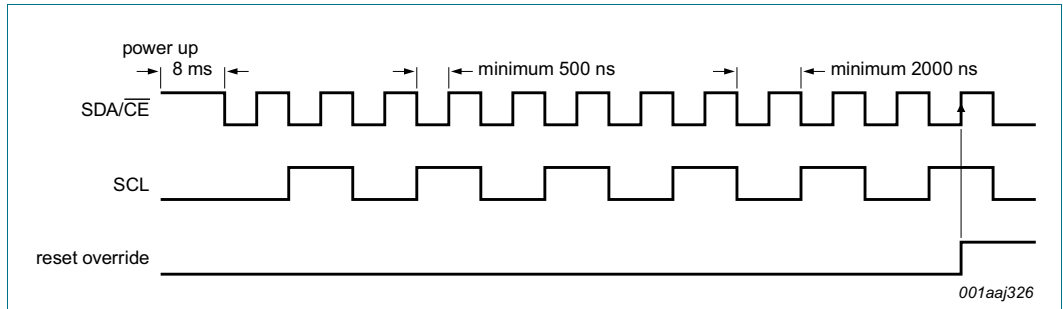 power up
8 ms
minimum 500 ns
minimum 2000 ns
SDA/CE
SCL
reset override
001aaj326